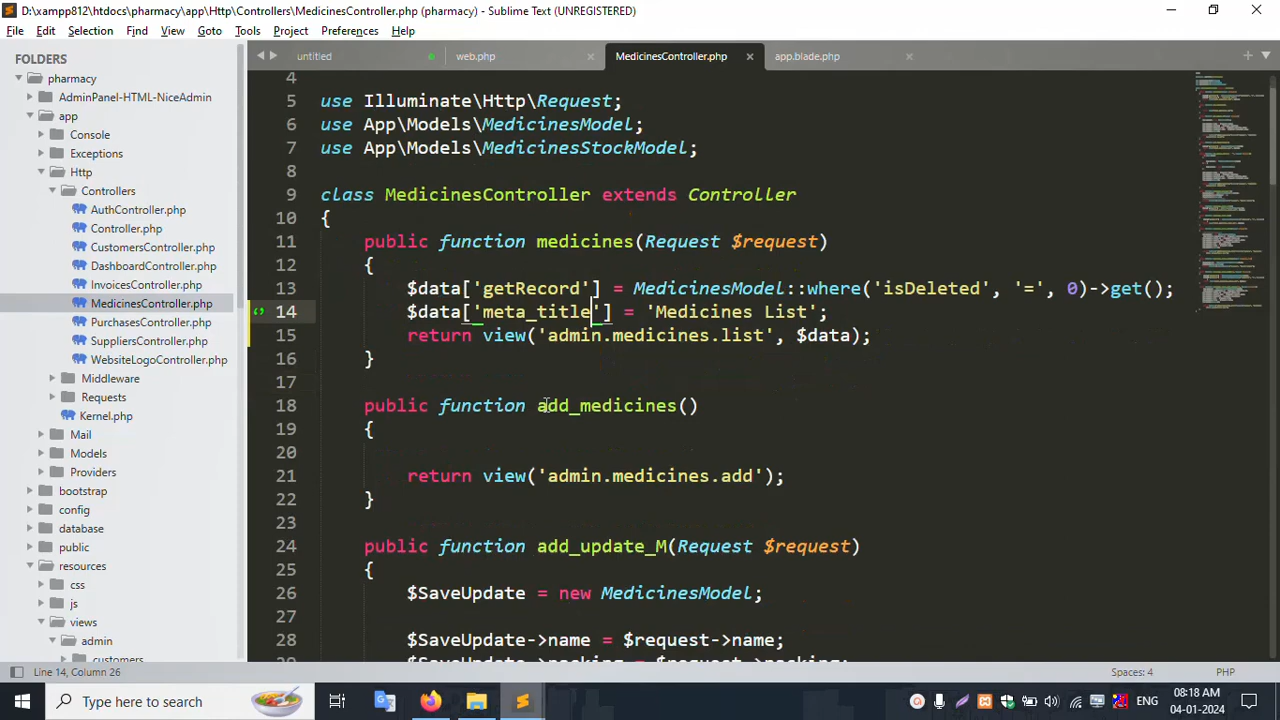 D:\xampp812\htdocs\pharmacy\app\Http\Controllers\MedicinesController.php (pharmacy) - Sublime Text (UNREGISTERED)
File Edit Selection Find View Goto Tools Project Preferences Help
FOLDERS
pharmacy
AdminPanel-HTML-NiceAdmin
app
Console
Exceptions
Http
Controllers
AuthController.php
Controller.php
CustomersController.php
DashboardController.php
InvoicesController.php
MedicinesController.php
PurchasesController.php
SuppliersController.php
WebsiteLogoController.php
Middleware
Requests
Kernel.php
Mail
Models
Providers
bootstrap
config
database
public
resources
css
js
views
admin
customers
untitled web.php MedicinesController.php app.blade.php
4
5 use Illuminate\Http\Request;
6 use App\Models\MedicinesModel;
7 use App\Models\MedicinesStockModel;
8
9 class MedicinesController extends Controller
10 {
11 public function medicines(Request $request)
12 {
13 $data['getRecord'] = MedicinesModel::where('isDeleted', '=', 0)->get();
14 $data['meta_title'] = 'Medicines List';
15 return view('admin.medicines.list', $data);
16 }
17
18 public function add_medicines()
19 {
20
21 return view('admin.medicines.add');
22 }
23
24 public function add_update_M(Request $request)
25 {
26 $SaveUpdate = new MedicinesModel;
27
28 $SaveUpdate->name = $request->name;
29 $SaveUpdate->packing = $request->packing;
Line 14, Column 26 Spaces: 4 PHP
Type here to search ENG 08:18 AM
04-01-2024